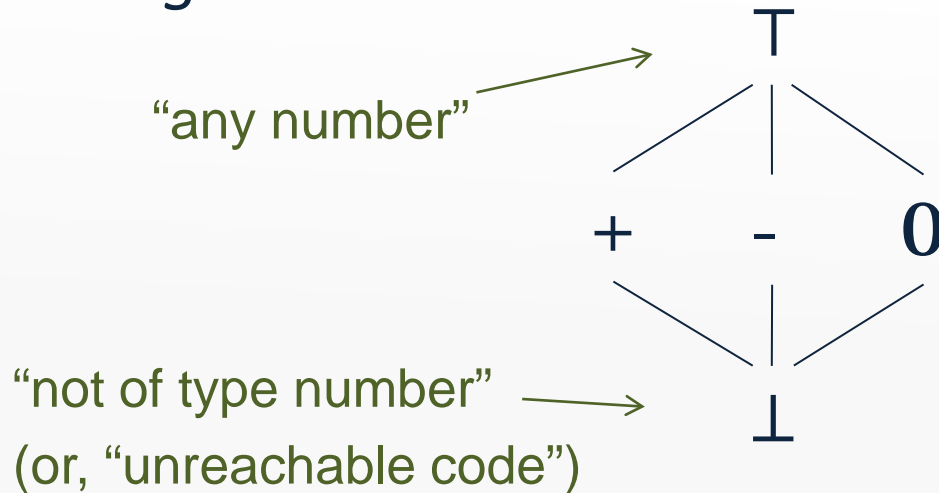 ⊤
“any number”
+ - 0
“not of type number”
⊥
(or, “unreachable code”)